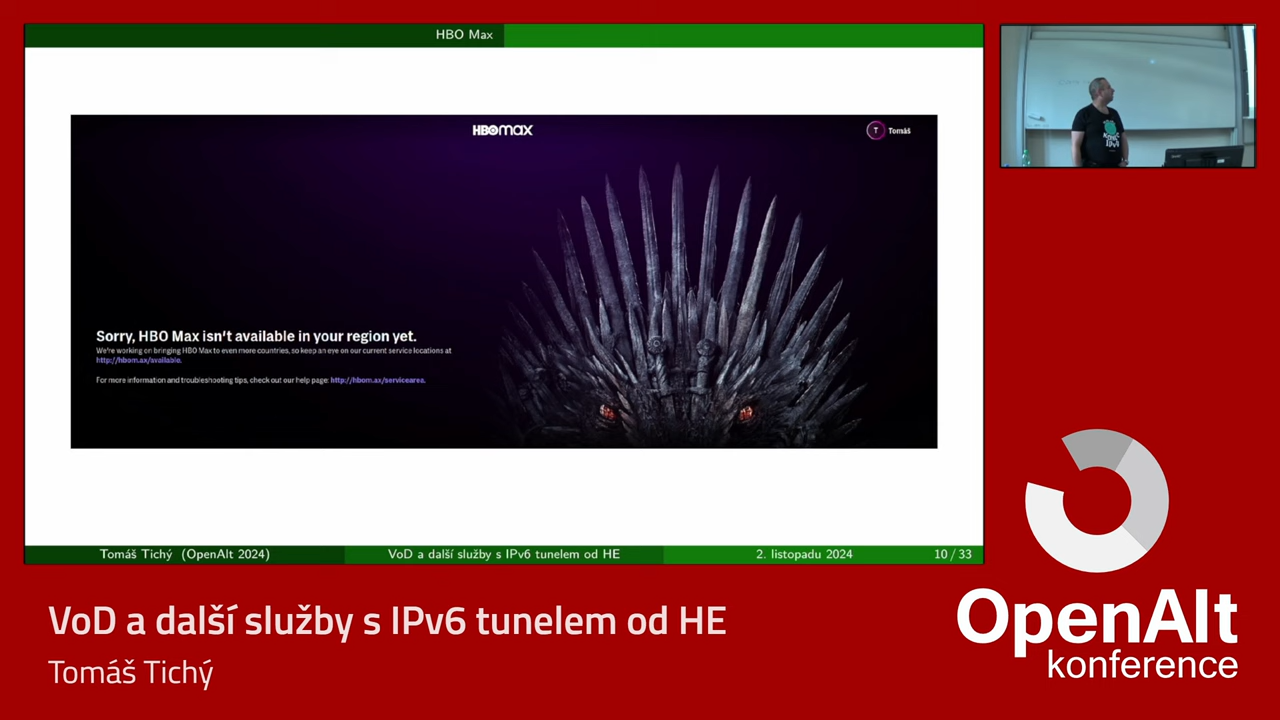 HBO Max
HBOMAX
T Tomáš
Sorry, HBO Max isn't available in your region yet.
We're working on bringing HBO Max to even more countries, so keep an eye on our current service locations at
http://hbom.ax/available.
For more information and troubleshooting tips, check out our help page: http://hbom.ax/servicearea.
Tomáš Tichý (OpenAlt 2024) VoD a další služby s IPv6 tunelem od HE 2. listopadu 2024 10 / 33
VoD a další služby s IPv6 tunelem od HE
Tomáš Tichý
OpenAlt
konference